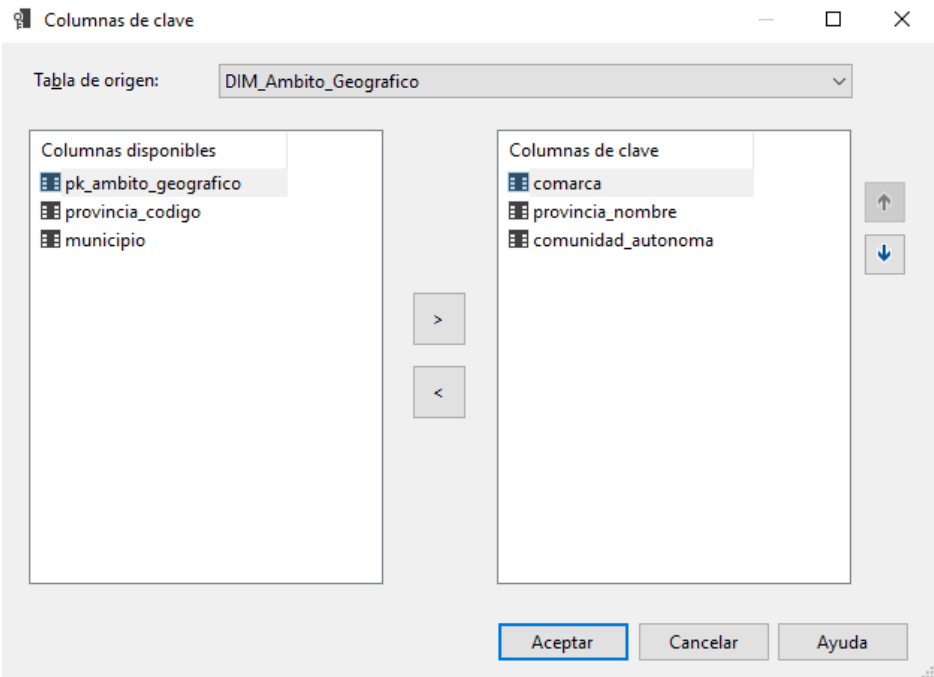 Columnas de clave
Tabla de origen:
DIM_Ambito_Geografico
Columnas disponibles
pk_ambito_geografico
provincia_codigo
municipio
>
<
Columnas de clave
comarca
provincia_nombre
comunidad_autonoma
Aceptar
Cancelar
Ayuda